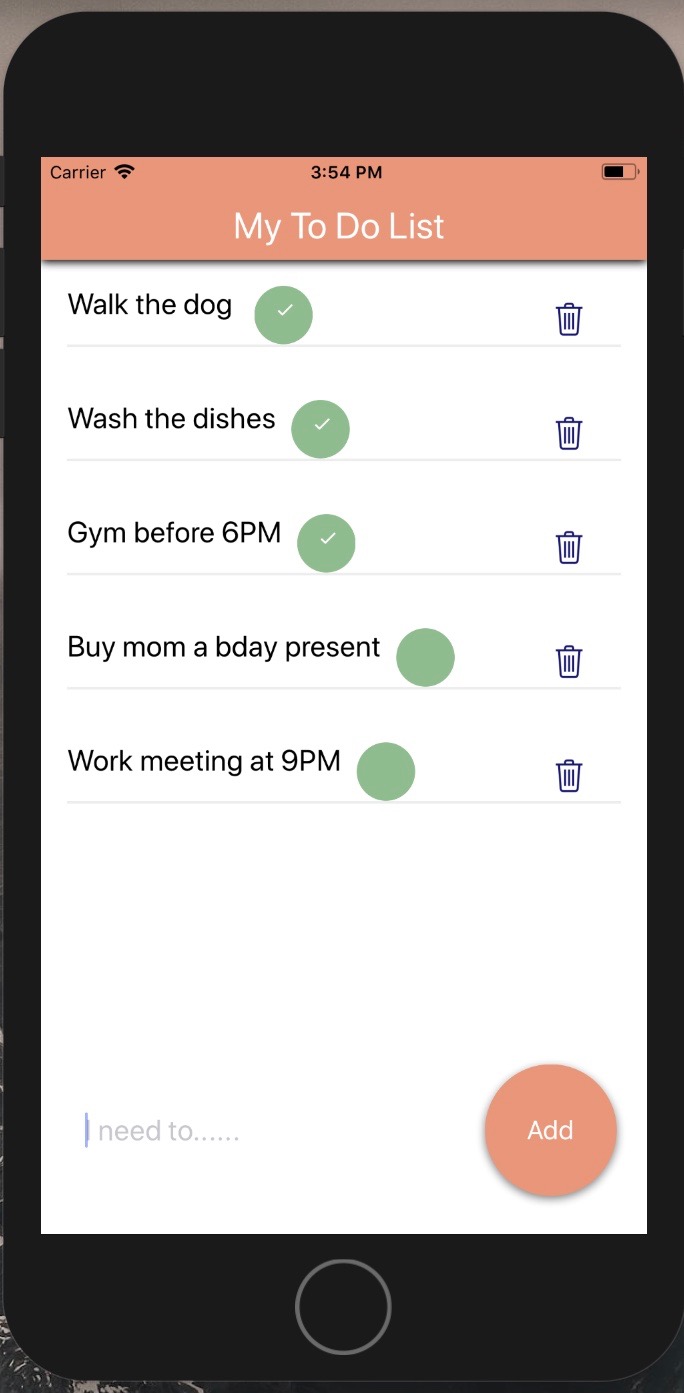 Carrier 3:54 PM
My To Do List
Walk the dog
Wash the dishes
Gym before 6PM
Buy mom a bday present
Work meeting at 9PM
I need to...... Add